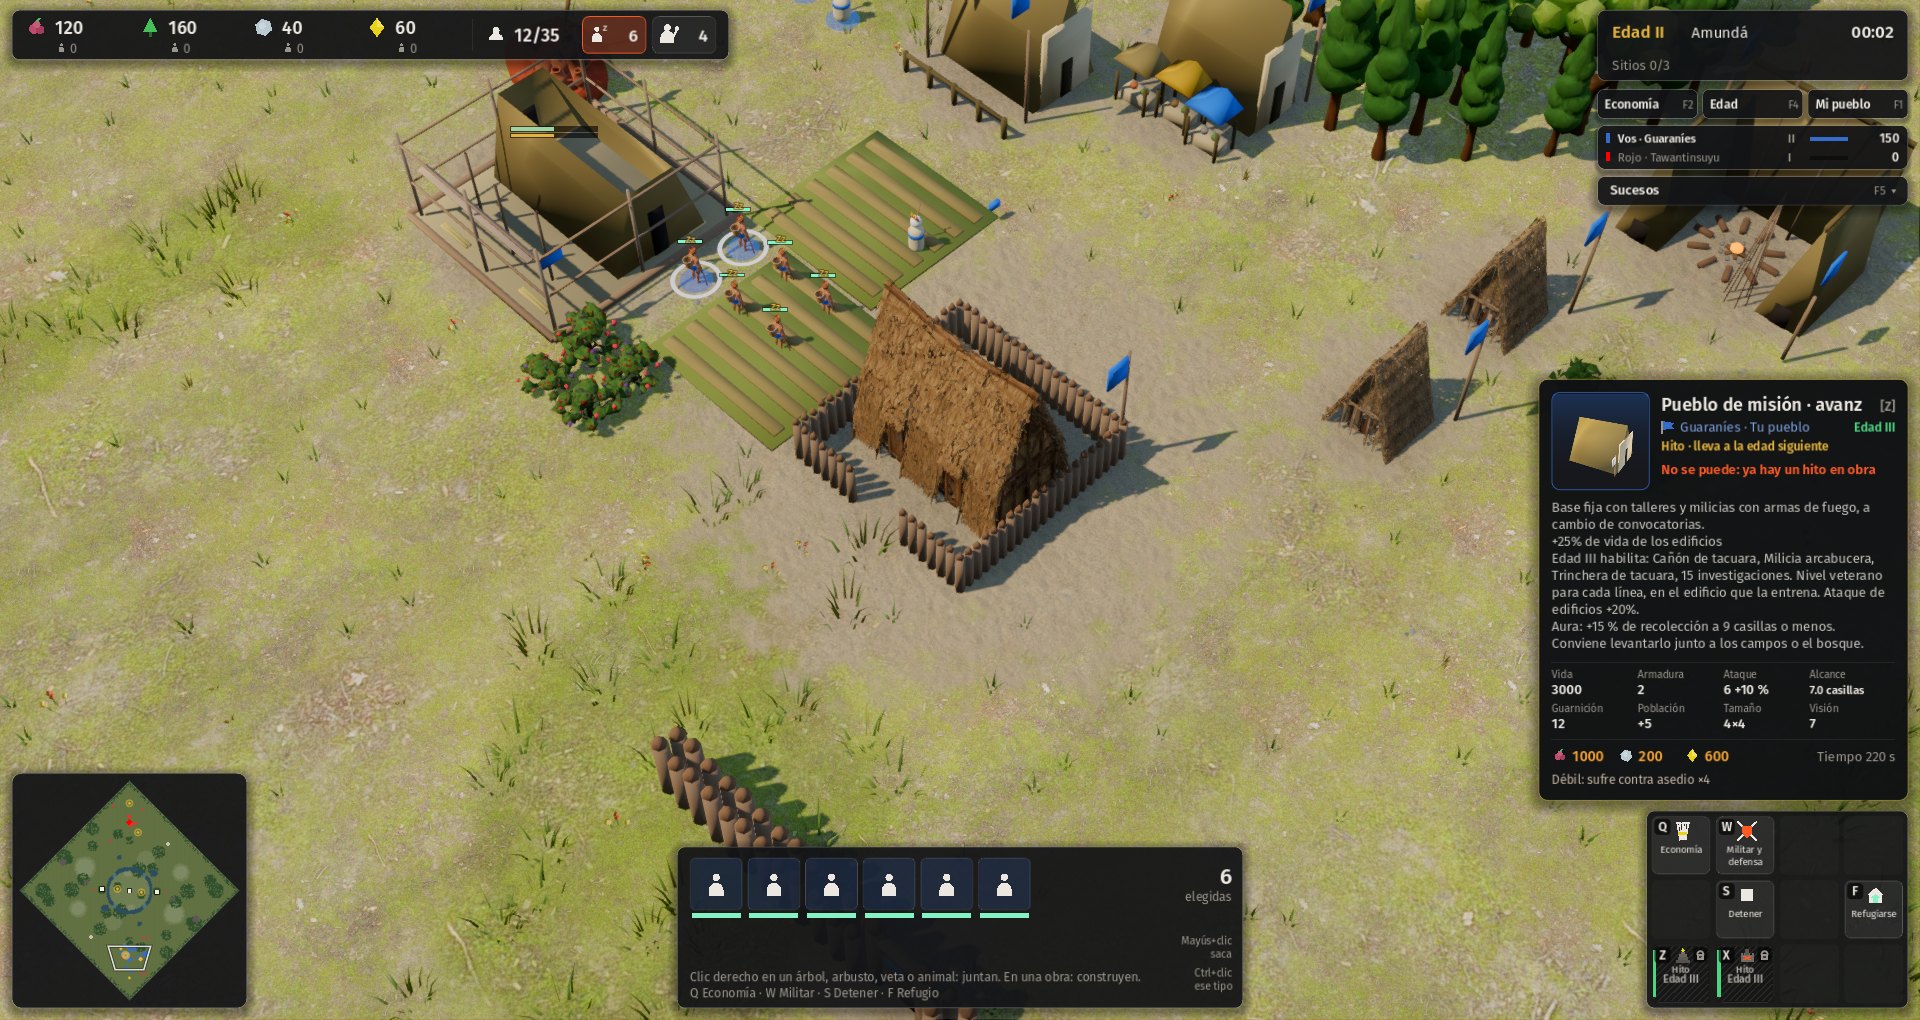 120
160
40
60
12/35
z
6
4
0
0
0
0
Edad II Amundá 00:02
Sitios 0/3
Economía F2
Edad F4
Mi pueblo F1
Vos · Guaraníes II 150
Rojo · Tawantinsuyu I 0
Sucesos F5
Pueblo de misión · avanz [Z]
Guaraníes · Tu pueblo Edad III
Hito · lleva a la edad siguiente
No se puede: ya hay un hito en obra
Base fija con talleres y milicias con armas de fuego, a
cambio de convocatorias.
+25% de vida de los edificios
Edad III habilita: Cañón de tacuara, Milicia arcabucera,
Trinchera de tacuara, 15 investigaciones. Nivel veterano
para cada línea, en el edificio que la entrena. Ataque de
edificios +20%.
Aura: +15 % de recolección a 9 casillas o menos.
Conviene levantarlo junto a los campos o el bosque.
Vida Armadura Ataque Alcance
3000 2 6 +10 % 7.0 casillas
Guarnición Población Tamaño Visión
12 +5 4×4 7
1000 200 600 Tiempo 220 s
Débil: sufre contra asedio ×4
6
elegidas
Mayús+clic
saca
Ctrl+clic
ese tipo
Clic derecho en un árbol, arbusto, veta o animal: juntan. En una obra: construyen.
Q Economía · W Militar · S Detener · F Refugio
Q
Economía
W
Militar y
defensa
S
Detener
F
Refugiarse
Z
Hito
Edad III
X
Hito
Edad III